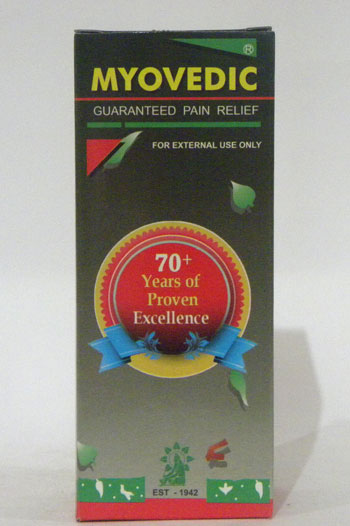 ®
MYOVEDIC
GUARANTEED PAIN RELIEF
FOR EXTERNAL USE ONLY
70+
Years of
Proven
Excellence
EST - 1942